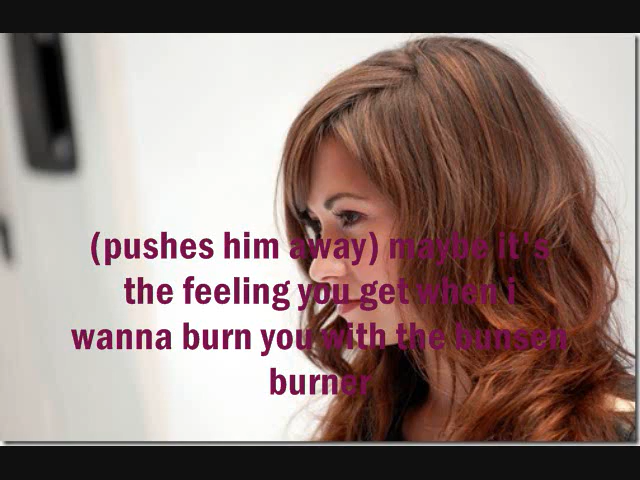 (pushes him away) maybe it's
the feeling you get when i
wanna burn you with the bunsen
burner